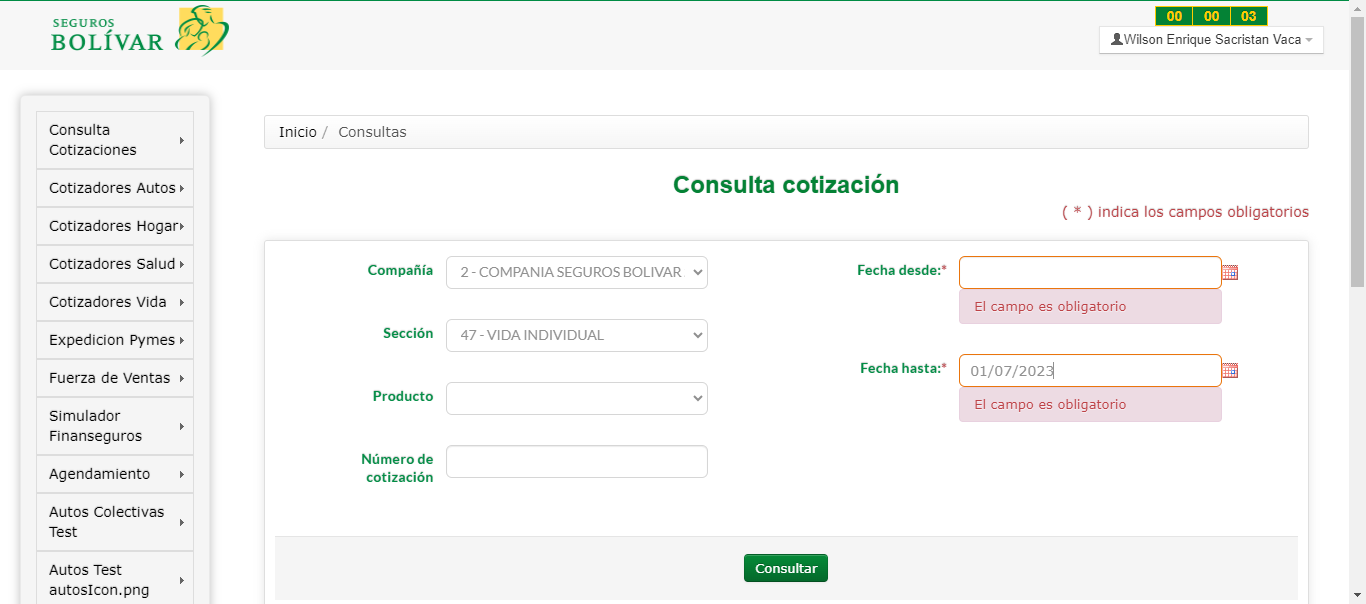 SEGUROS
BOLÍVAR
00 00 03
Wilson Enrique Sacristan Vaca
Consulta
Cotizaciones
Cotizadores Autos
Cotizadores Hogar
Cotizadores Salud
Cotizadores Vida
Expedicion Pymes
Fuerza de Ventas
Simulador
Finanseguros
Agendamiento
Autos Colectivas
Test
Autos Test
autosIcon.png
Inicio / Consultas
Consulta cotización
( * ) indica los campos obligatorios
Compañía 2 - COMPANIA SEGUROS BOLIVAR
Sección 47 - VIDA INDIVIDUAL
Producto
Número de
cotización
Fecha desde:*
El campo es obligatorio
Fecha hasta:* 01/07/2023
El campo es obligatorio
Consultar